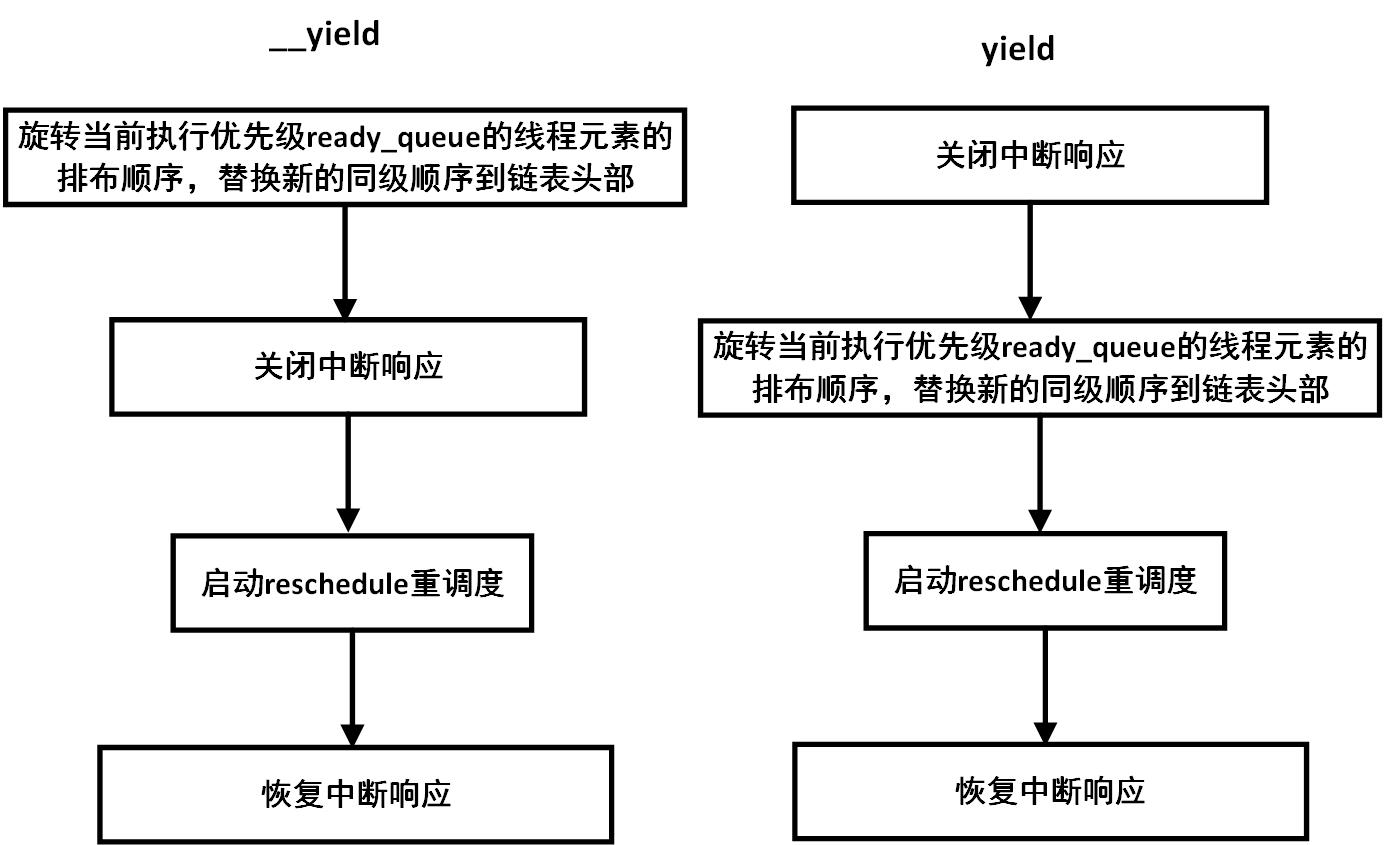 __yield
旋转当前执行优先级ready_queue的线程元素的
排布顺序，替换新的同级顺序到链表头部
关闭中断响应
启动reschedule重调度
恢复中断响应
yield
关闭中断响应
旋转当前执行优先级ready_queue的线程元素的
排布顺序，替换新的同级顺序到链表头部
启动reschedule重调度
恢复中断响应